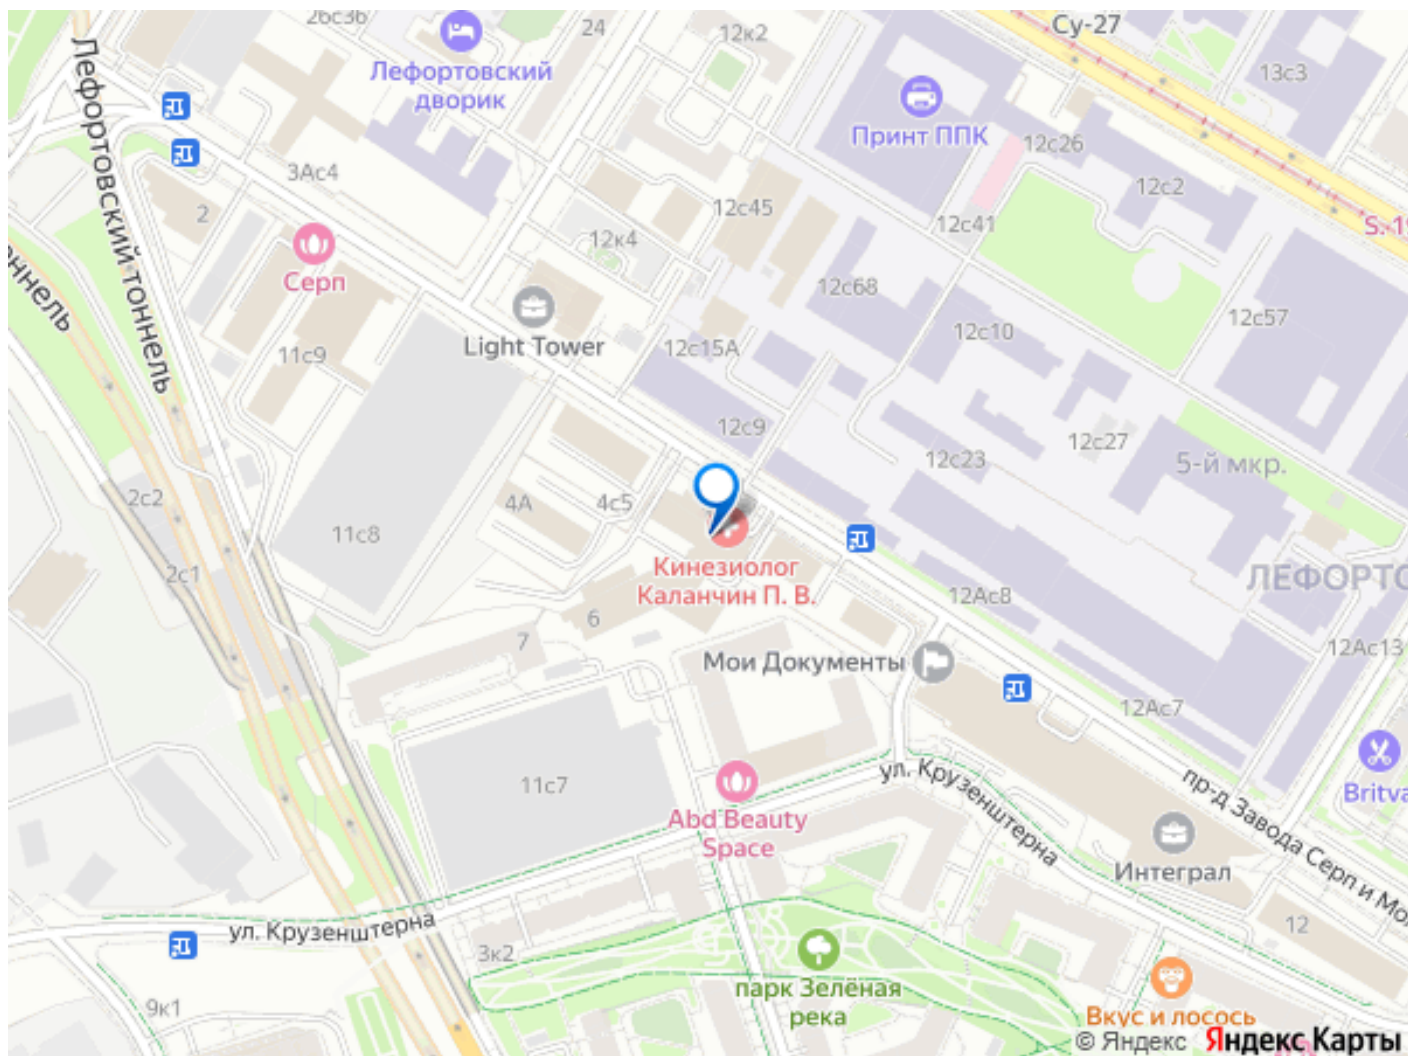 26с36
24
12к2
Су-27
13с3
Лефортовский
дворик
Принт ППК
12с26
12с2
3Ас4
2
12с45
12с41
S. 19
12к4
Серп
12с68
Лефортовский тоннель
Light Tower
12с15А
12с10
12с57
11с9
12с9
12с27
12с23
5-й мкр.
2с2
4А
4с5
11с8
Кинезиолог
Каланчин П. В.
2с1
ЛЕФОРТО
12Ас8
6
7
Мои Документы
12Ас13
12Ас7
11с7
ул. Крузенштерна
пр-д Завода Серп и Мо
Britva
Abd Beauty
Space
Интеграл
ул. Крузенштерна
12
3к2
парк Зелёная
река
9к1
Вкус и лосось
© Яндекс Яндекс Карты